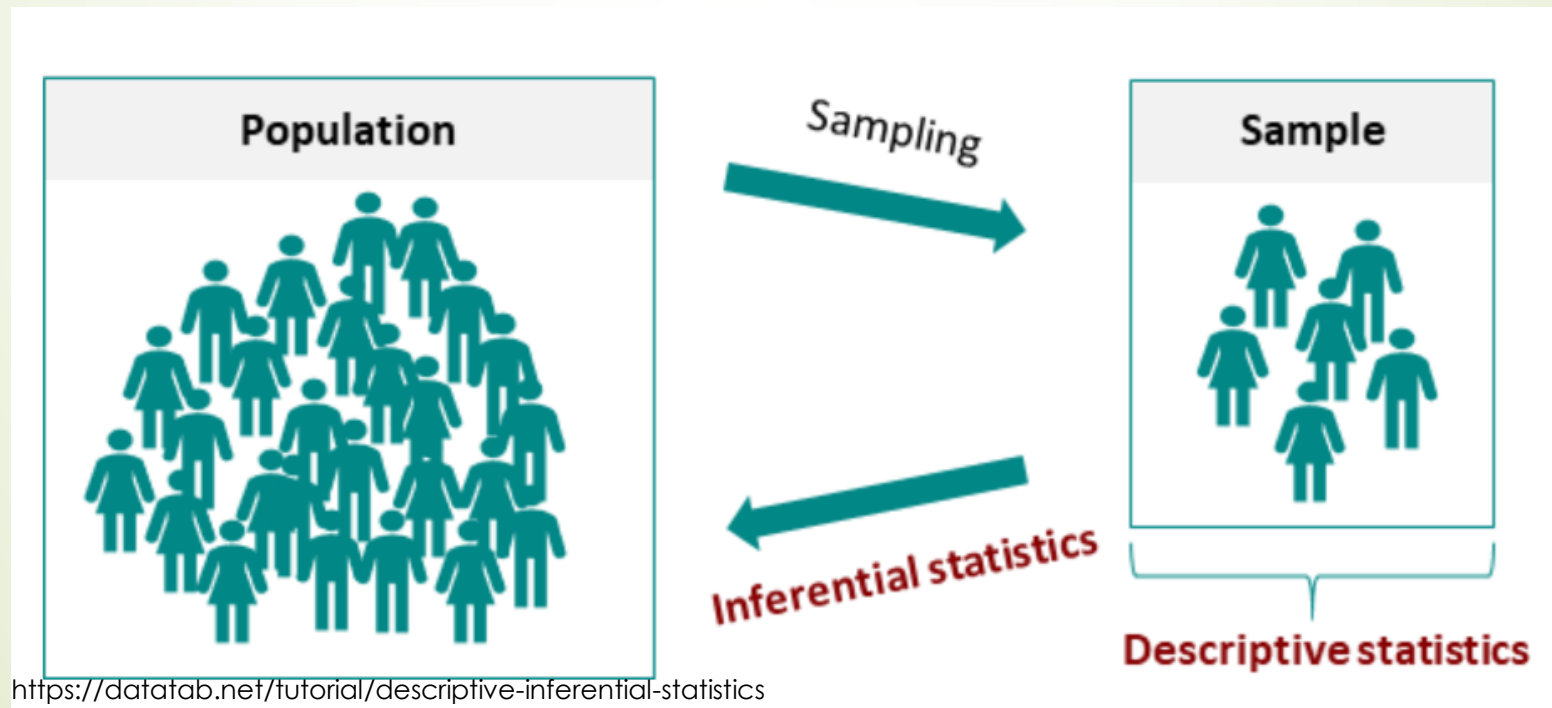 Population
Sampling
Sample
Inferential statistics
Descriptive statistics
https://datatab.net/tutorial/descriptive-inferential-statistics